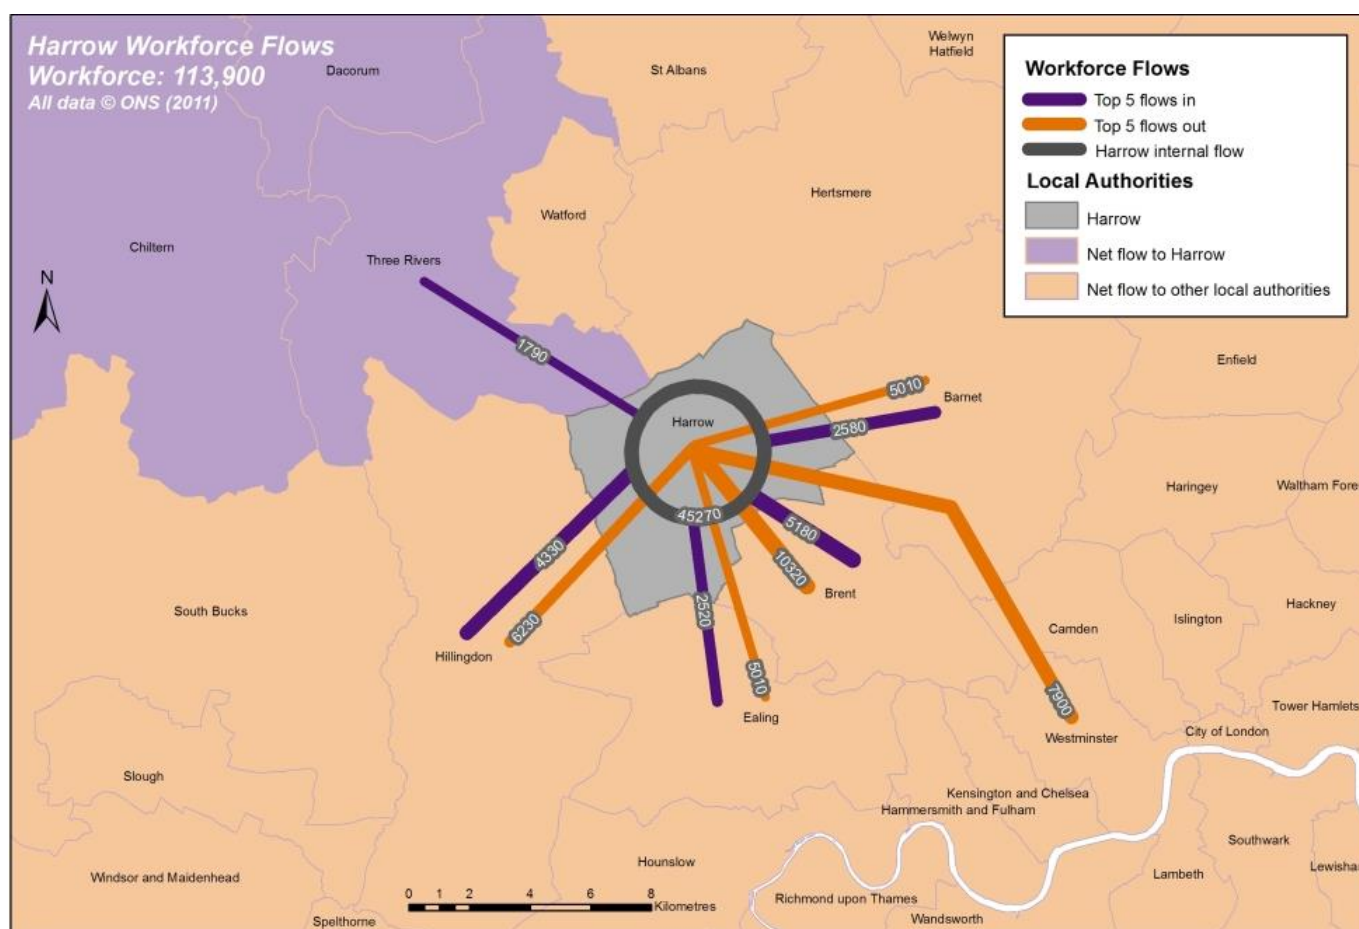 Harrow Workforce Flows
Workforce: 113,900
All data © ONS (2011)
Workforce Flows
Top 5 flows in
Top 5 flows out
Harrow internal flow
Local Authorities
Harrow
Net flow to Harrow
Net flow to other local authorities
Welwyn
Hatfield
Dacorum
St Albans
Hertsmere
Watford
Chiltern
Three Rivers
N
1790
Enfield
5010
Barnet
Harrow
2580
Haringey
Waltham Fore
45270
5180
4330
10320
Brent
2520
South Bucks
Hackney
Islington
Camden
6230
Hillingdon
5010
7900
Ealing
Westminster
Tower Hamlets
City of London
Slough
Kensington and Chelsea
Hammersmith and Fulham
Southwark
Hounslow
Lewisha
Lambeth
Windsor and Maidenhead
0 1 2 4 6 8
Kilometres
Richmond upon Thames
Wandsworth
Spelthorne